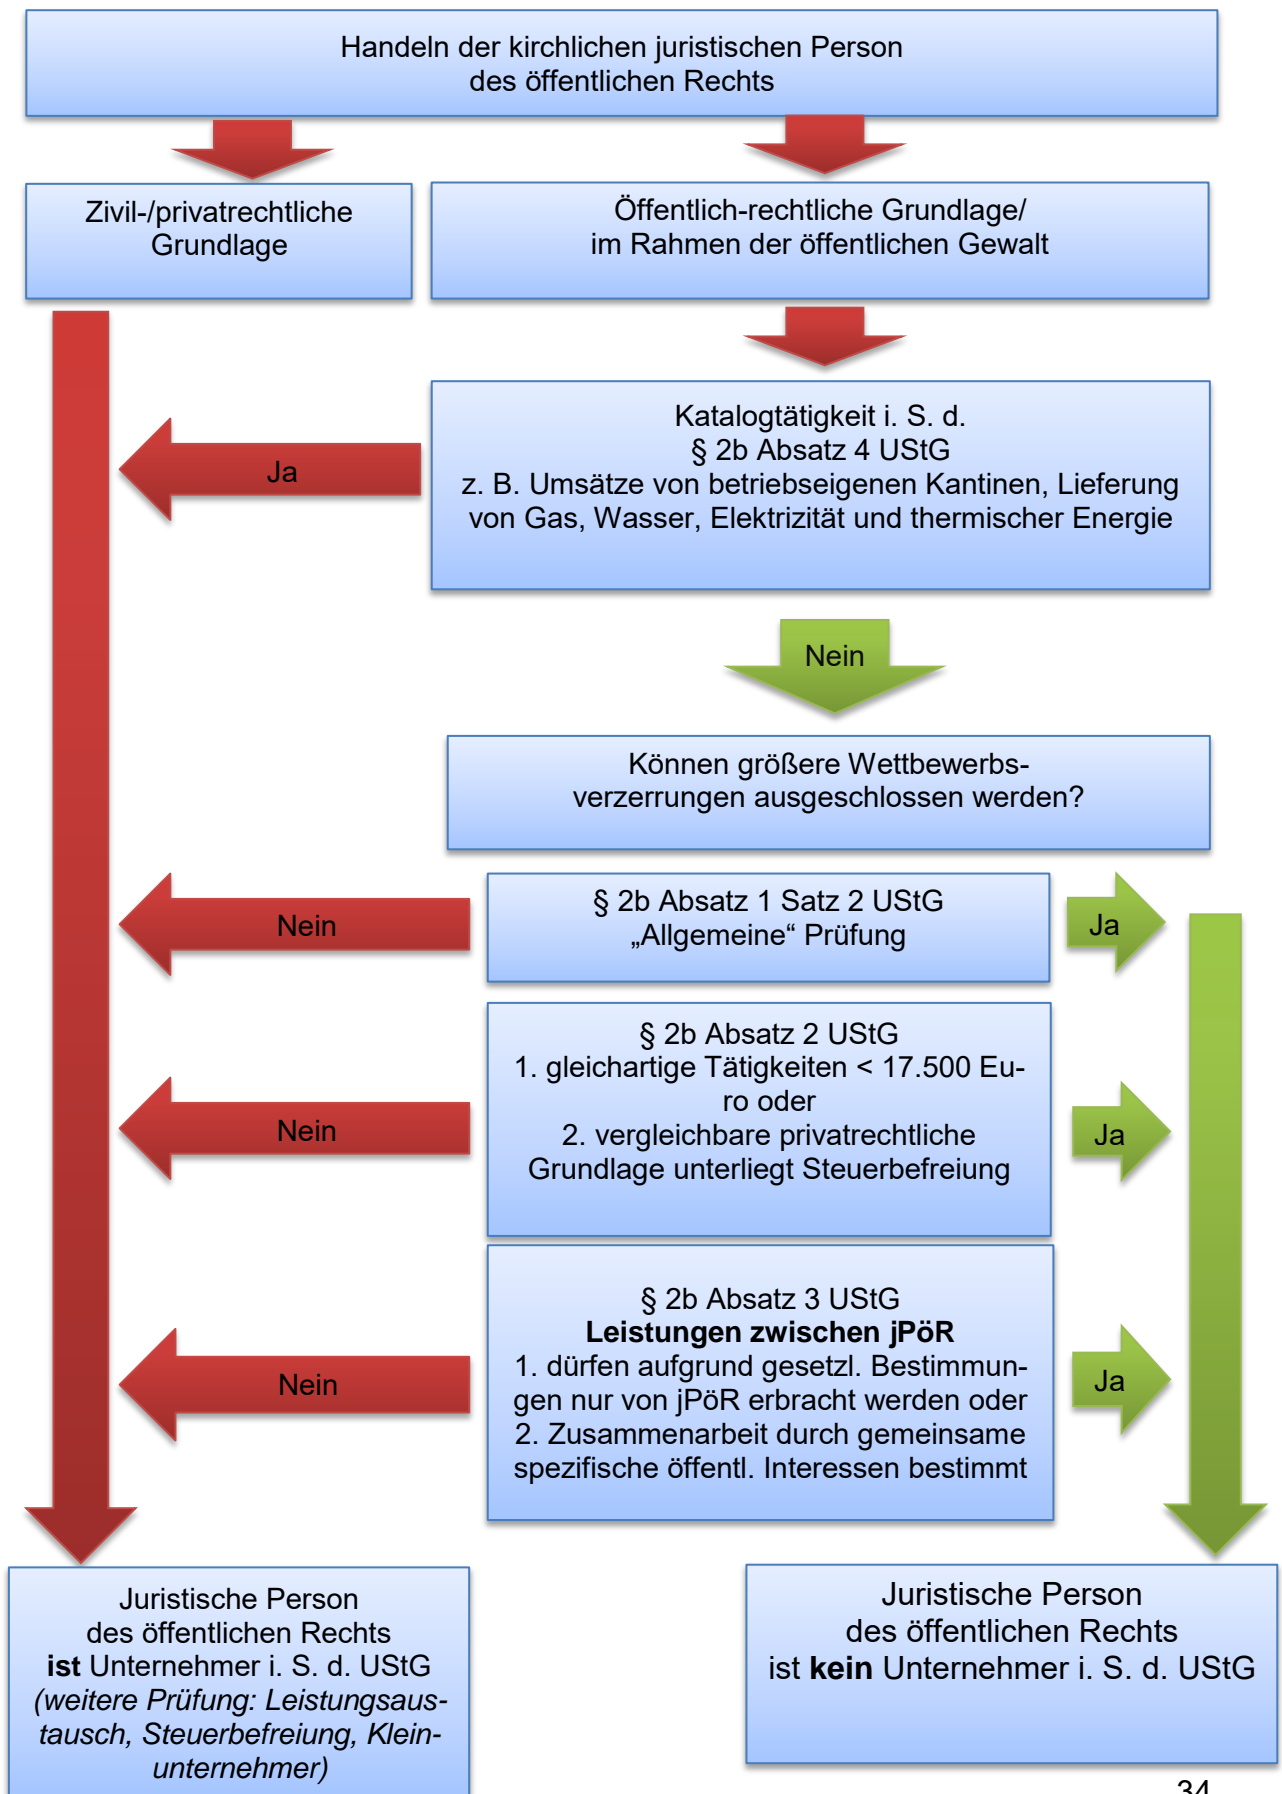 Handeln der kirchlichen juristischen Person
des öffentlichen Rechts
Zivil-/privatrechtliche
Grundlage
Öffentlich-rechtliche Grundlage/
im Rahmen der öffentlichen Gewalt
Katalogtätigkeit i. S. d.
§ 2b Absatz 4 UStG
z. B. Umsätze von betriebseigenen Kantinen, Lieferung
von Gas, Wasser, Elektrizität und thermischer Energie
Ja
Nein
Können größere Wettbewerbs-
verzerrungen ausgeschlossen werden?
Nein
§ 2b Absatz 1 Satz 2 UStG
„Allgemeine“ Prüfung
Ja
Nein
§ 2b Absatz 2 UStG
1. gleichartige Tätigkeiten < 17.500 Eu-
ro oder
2. vergleichbare privatrechtliche
Grundlage unterliegt Steuerbefreiung
Ja
Nein
§ 2b Absatz 3 UStG
Leistungen zwischen jPöR
1. dürfen aufgrund gesetzl. Bestimmun-
gen nur von jPöR erbracht werden oder
2. Zusammenarbeit durch gemeinsame
spezifische öffentl. Interessen bestimmt
Ja
Juristische Person
des öffentlichen Rechts
ist Unternehmer i. S. d. UStG
(weitere Prüfung: Leistungsaus-
tausch, Steuerbefreiung, Klein-
unternehmer)
Juristische Person
des öffentlichen Rechts
ist kein Unternehmer i. S. d. UStG
34